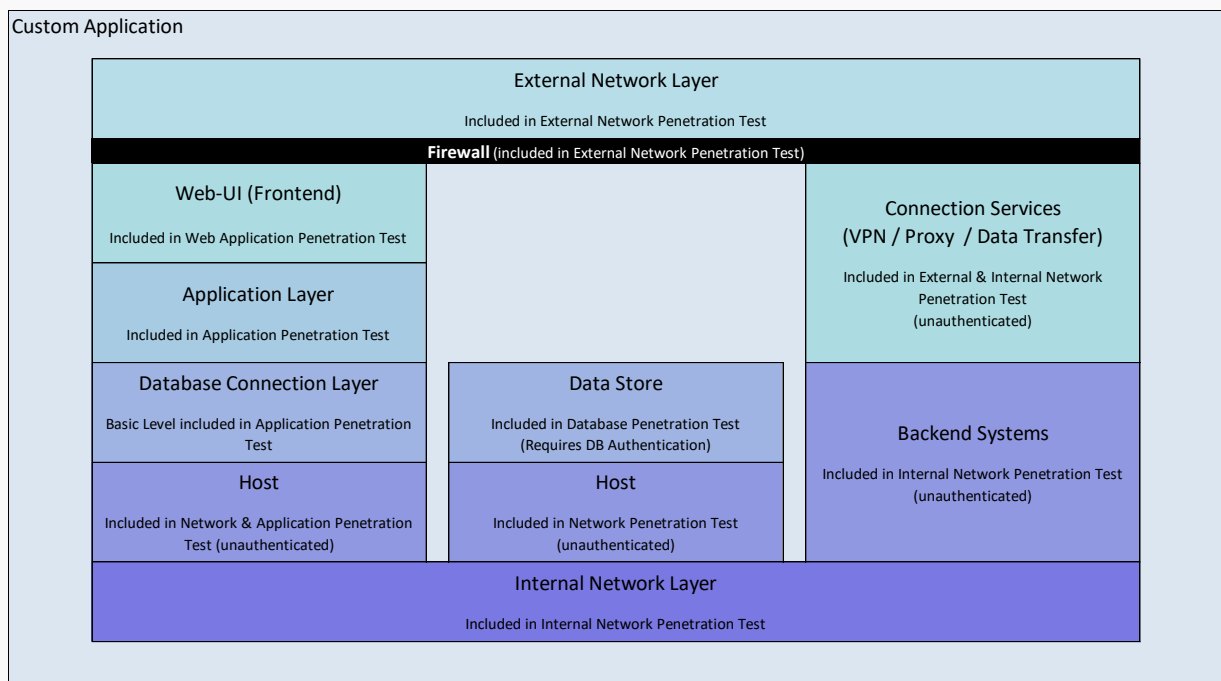 Custom Application
External Network Layer
Included in External Network Penetration Test
Firewall (included in External Network Penetration Test)
Web-UI (Frontend)
Included in Web Application Penetration Test
Application Layer
Included in Application Penetration Test
Database Connection Layer
Basic Level included in Application Penetration
Test
Host
Included in Network & Application Penetration
Test (unauthenticated)
Data Store
Included in Database Penetration Test
(Requires DB Authentication)
Host
Included in Network Penetration Test
(unauthenticated)
Connection Services
(VPN / Proxy / Data Transfer)
Included in External & Internal Network
Penetration Test
(unauthenticated)
Backend Systems
Included in Internal Network Penetration Test
(unauthenticated)
Internal Network Layer
Included in Internal Network Penetration Test